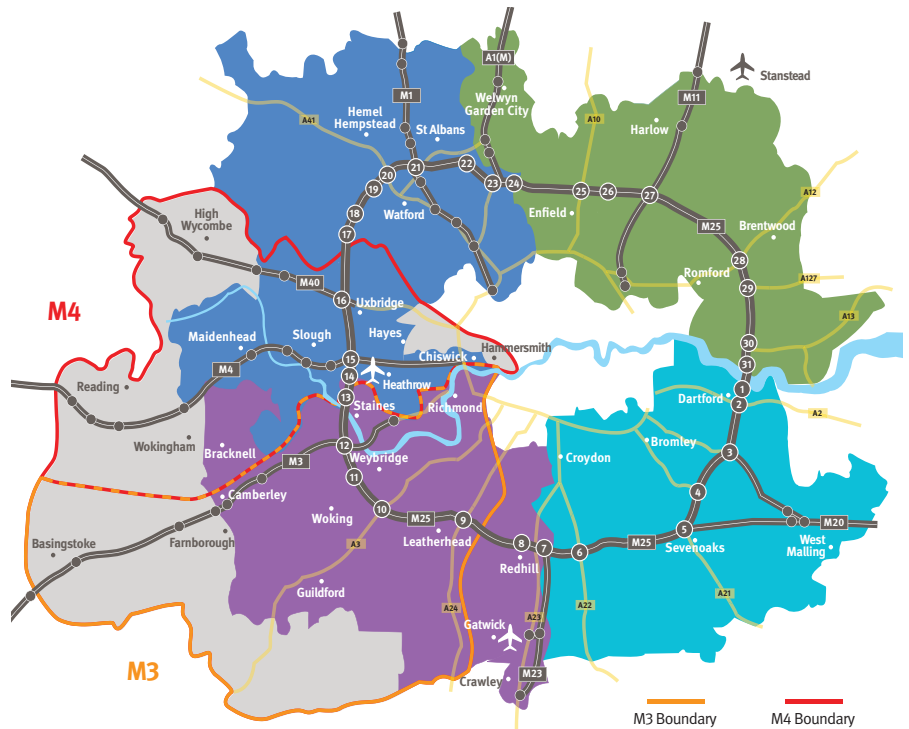 A1(M)
Stanstead
M1
Welwyn
Garden City
M11
Hemel
Hempstead
A41
St Albans
A10
Harlow
22
21
20
23
24
19
25
26
27
A12
18
Watford
Enfield
17
High
Wycombe
M25
Brentwood
28
M40
16
Romford
A127
29
M4
Uxbridge
A13
Maidenhead
Slough
Hayes
30
Hammersmith
15
Chiswick
31
M4
14
Heathrow
Reading
13
Staines
Richmond
Dartford
1
2
A2
Wokingham
Bracknell
12
Bromley
3
M3
Weybridge
Croydon
11
Camberley
4
Woking
10
M25
9
5
M20
Basingstoke
Farnborough
A3
Leatherhead
8
7
6
M25
Sevenoaks
West
Malling
Redhill
Guildford
A24
A23
A22
A21
Gatwick
M3
Crawley
M23
M3 Boundary
M4 Boundary